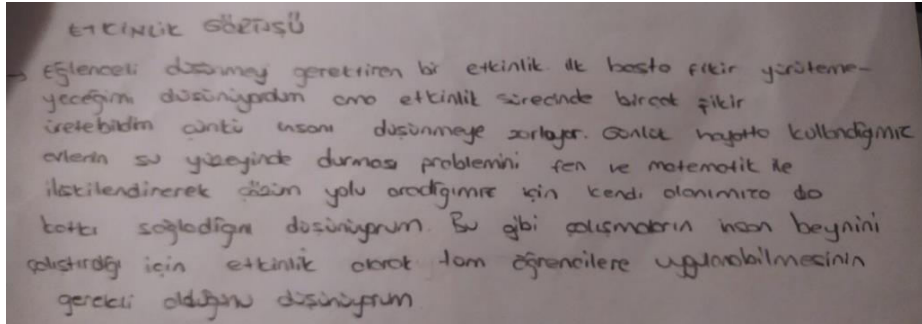 ETKİNLİK GÖRÜŞÜ
→ Eğlenceli düşünmeyi gerektiren bir etkinlik ilk başta fikir yürüteme-
yeceğimi düşünüyordum ama etkinlik sürecinde birçok fikir
üretebildim çünkü insanı düşünmeye zorluyor. Günlük hayatta kullandığımız
evlerin su yüzeyinde durması problemini fen ve matematik ile
ilişkilendirerek çözüm yolu aradığımız için kendi alanımıza da
katkı sağladığını düşünüyorum. Bu gibi çalışmaların insan beynini
çalıştırdığı için etkinlik olarak tüm öğrencilere uygulanabilmesinin
gerekli olduğunu düşünüyorum